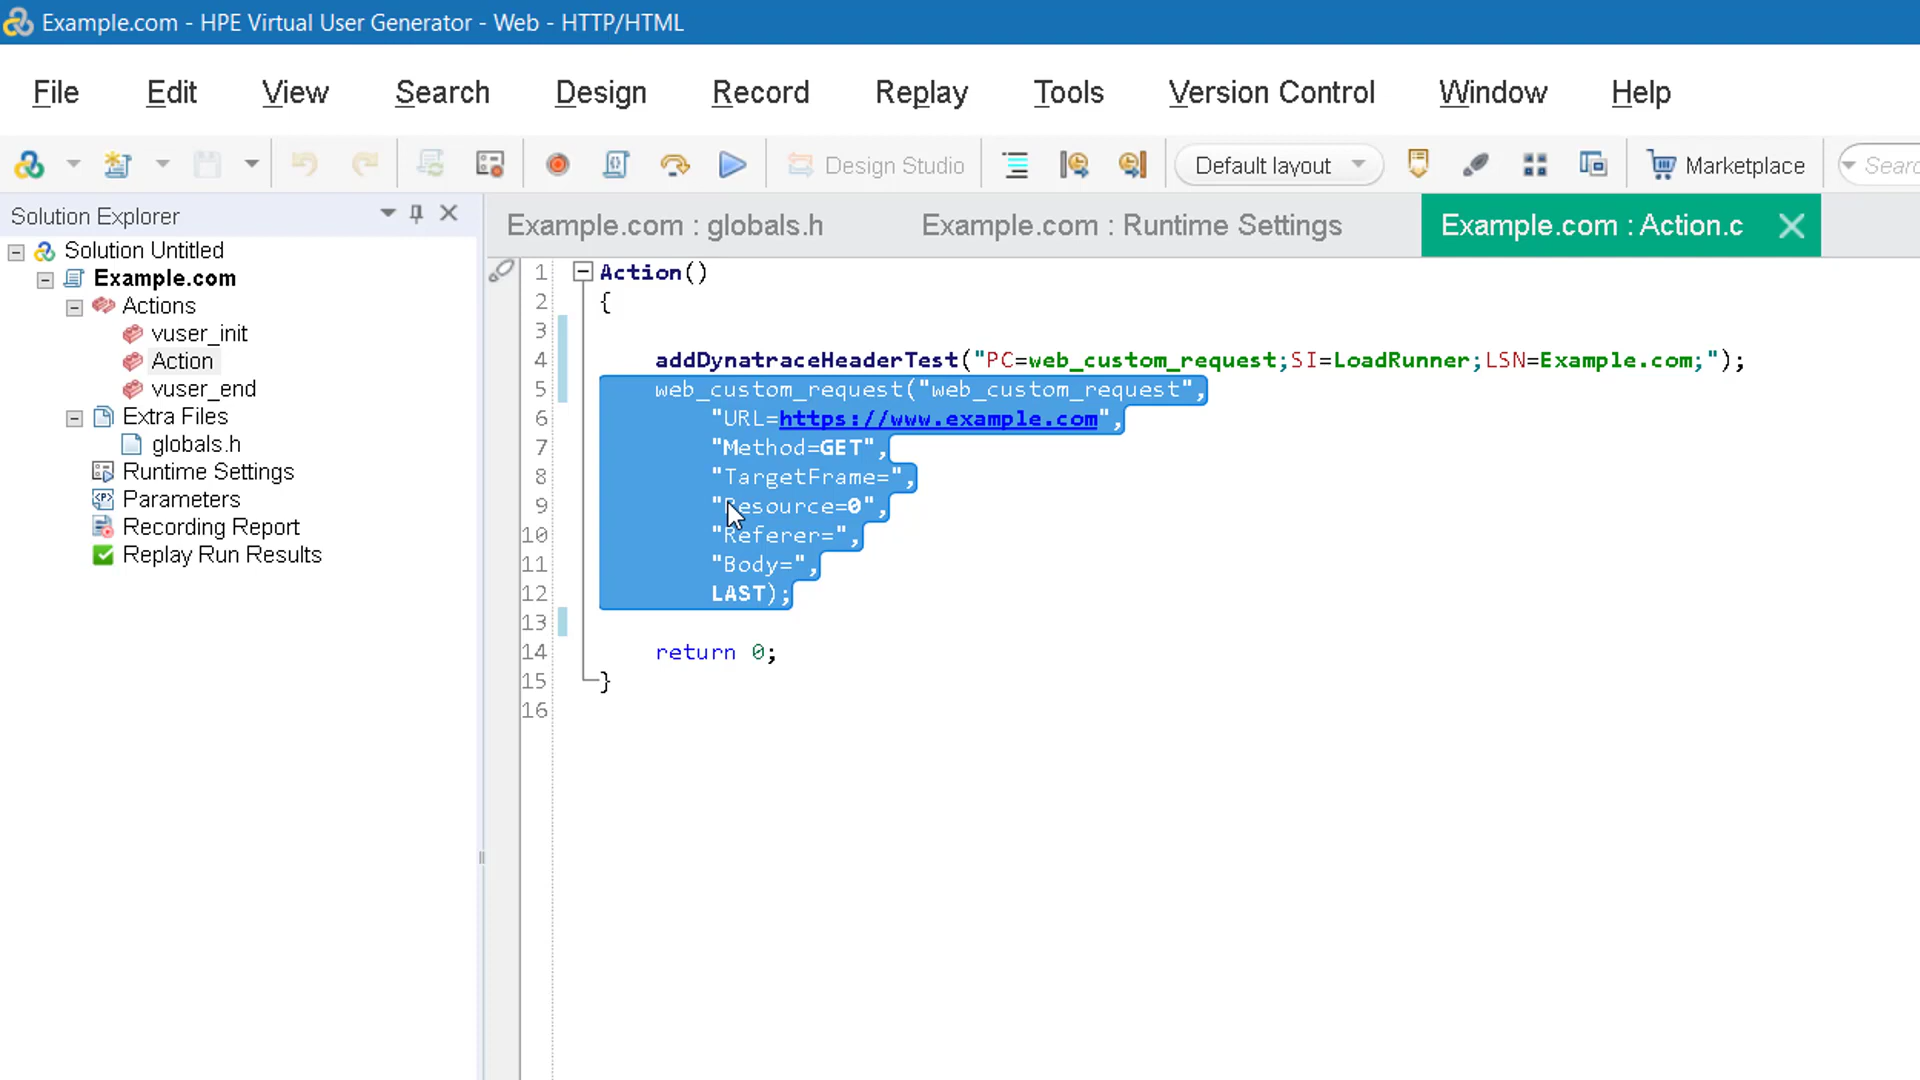 Example.com - HPE Virtual User Generator - Web - HTTP/HTML
File Edit View Search Design Record Replay Tools Version Control Window Help
Design Studio Default layout Marketplace Searc
Solution Explorer
Solution Untitled
Example.com
Actions
vuser_init
Action
vuser_end
Extra Files
globals.h
Runtime Settings
Parameters
Recording Report
Replay Run Results
Example.com : globals.h Example.com : Runtime Settings Example.com : Action.c
1 Action()
2 {
3
4 addDynatraceHeaderTest("PC=web_custom_request;SI=LoadRunner;LSN=Example.com;");
5 web_custom_request("web_custom_request",
6 "URL=https://www.example.com",
7 "Method=GET",
8 "TargetFrame=",
9 "Resource=0",
10 "Referer=",
11 "Body=",
12 LAST);
13
14 return 0;
15 }
16